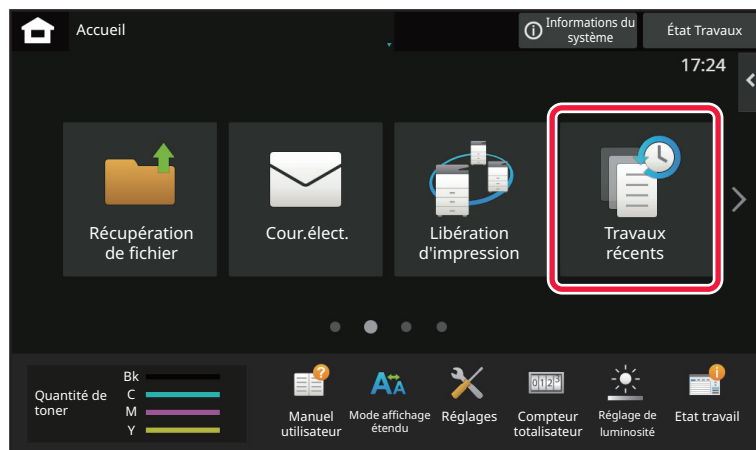 Accueil
Informations du
système
État Travaux
17:24
Récupération
de fichier
Cour.élect.
Libération
d'impression
Travaux
récents
Quantité de
toner
Bk
C
M
Y
Manuel
utilisateur
Mode affichage
étendu
Réglages
0123
Compteur
totalisateur
Réglage de
luminosité
Etat travail